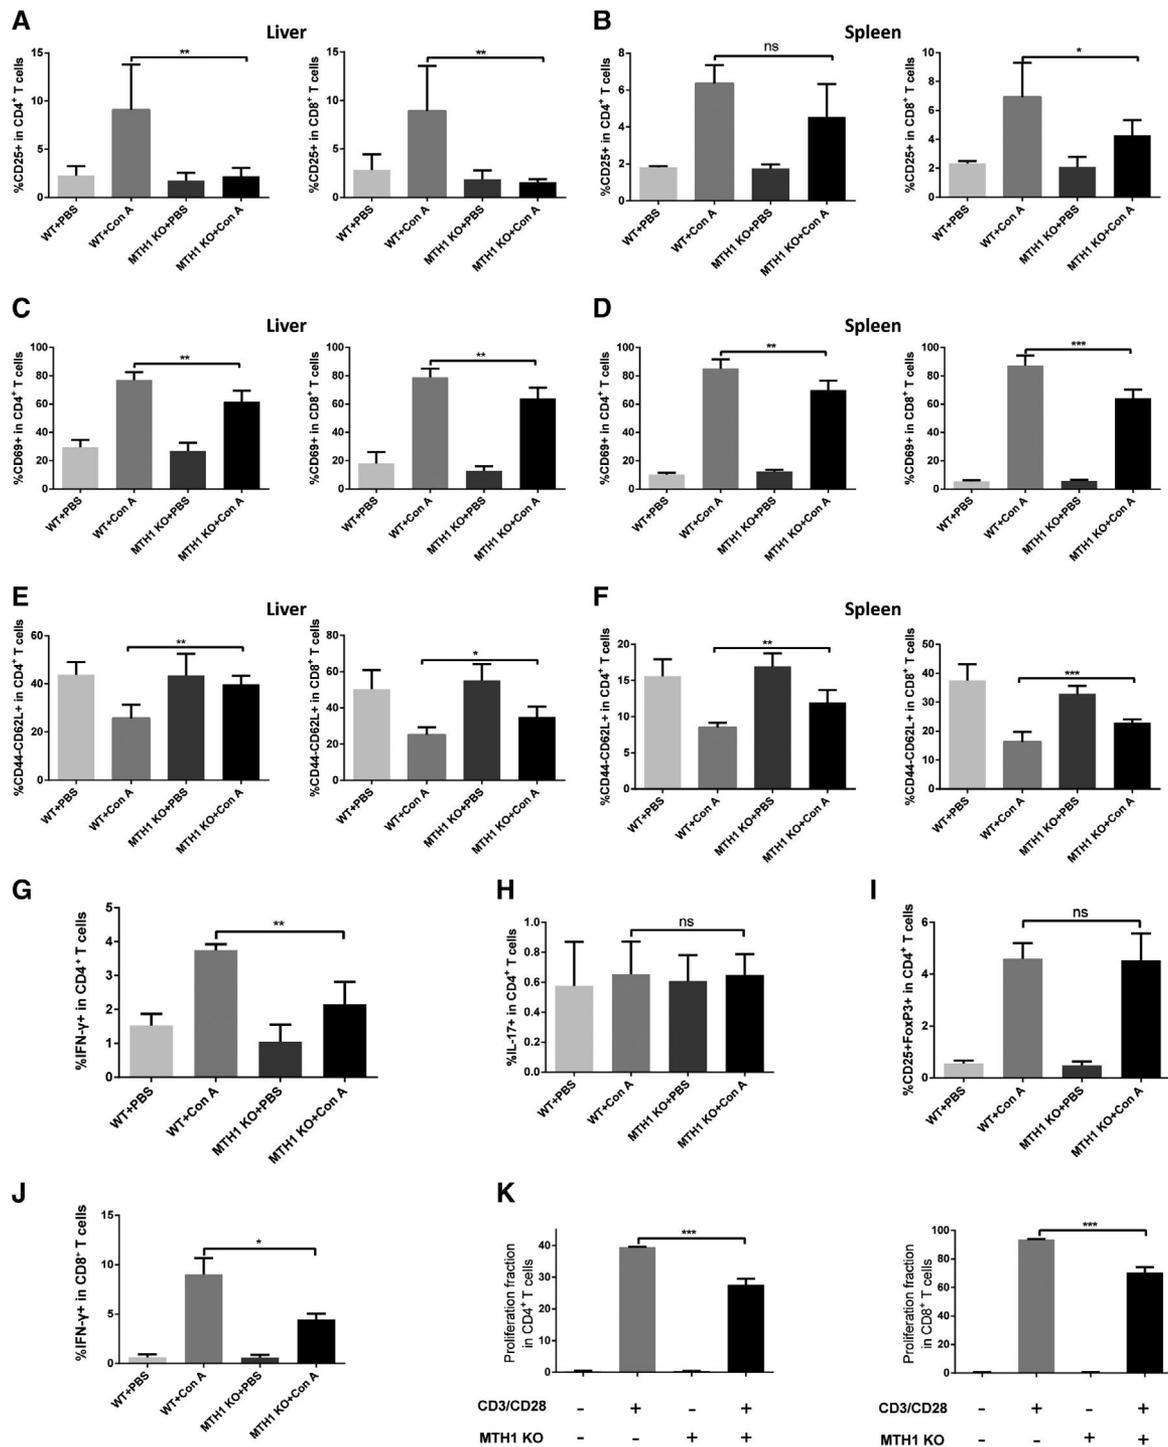 A
Liver
%CD25+ in CD4+ T cells
15
10
5
0
**
WT+PBS
WT+Con A
MTH1 KO+PBS
MTH1 KO+Con A
%CD25+ in CD8+ T cells
15
10
5
0
**
WT+PBS
WT+Con A
MTH1 KO+PBS
MTH1 KO+Con A
B
Spleen
%CD25+ in CD4+ T cells
8
6
4
2
0
ns
WT+PBS
WT+Con A
MTH1 KO+PBS
MTH1 KO+Con A
%CD25+ in CD8+ T cells
10
8
6
4
2
0
*
WT+PBS
WT+Con A
MTH1 KO+PBS
MTH1 KO+Con A
C
Liver
%CD69+ in CD4+ T cells
100
80
60
40
20
0
**
WT+PBS
WT+Con A
MTH1 KO+PBS
MTH1 KO+Con A
%CD69+ in CD8+ T cells
100
80
60
40
20
0
**
WT+PBS
WT+Con A
MTH1 KO+PBS
MTH1 KO+Con A
D
Spleen
%CD69+ in CD4+ T cells
100
80
60
40
20
0
**
WT+PBS
WT+Con A
MTH1 KO+PBS
MTH1 KO+Con A
%CD69+ in CD8+ T cells
100
80
60
40
20
0
***
WT+PBS
WT+Con A
MTH1 KO+PBS
MTH1 KO+Con A
E
Liver
%CD44-CD62L+ in CD4+ T cells
60
40
20
0
**
WT+PBS
WT+Con A
MTH1 KO+PBS
MTH1 KO+Con A
%CD44-CD62L+ in CD8+ T cells
80
60
40
20
0
*
WT+PBS
WT+Con A
MTH1 KO+PBS
MTH1 KO+Con A
F
Spleen
%CD44-CD62L+ in CD4+ T cells
20
15
10
5
0
**
WT+PBS
WT+Con A
MTH1 KO+PBS
MTH1 KO+Con A
%CD44-CD62L+ in CD8+ T cells
50
40
30
20
10
0
***
WT+PBS
WT+Con A
MTH1 KO+PBS
MTH1 KO+Con A
G
%IFN-γ+ in CD4+ T cells
5
4
3
2
1
0
**
WT+PBS
WT+Con A
MTH1 KO+PBS
MTH1 KO+Con A
H
%IL-17+ in CD4+ T cells
1.0
0.8
0.6
0.4
0.2
0.0
ns
WT+PBS
WT+Con A
MTH1 KO+PBS
MTH1 KO+Con A
I
%CD25+FoxP3+ in CD4+ T cells
6
4
2
0
ns
WT+PBS
WT+Con A
MTH1 KO+PBS
MTH1 KO+Con A
J
%IFN-γ+ in CD8+ T cells
15
10
5
0
*
WT+PBS
WT+Con A
MTH1 KO+PBS
MTH1 KO+Con A
K
Proliferation fraction
in CD4+ T cells
40
30
20
10
0
***
CD3/CD28 – + – +
MTH1 KO – – + +
Proliferation fraction
in CD8+ T cells
100
80
60
40
20
0
***
CD3/CD28 – + – +
MTH1 KO – – + +